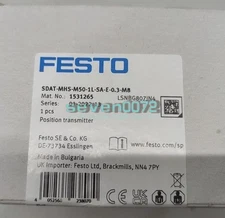 FESTO
SDAT-MHS-M50-1L-SA-E-0.3-M8
Mat. no.: 1531265
Series:
1 pcs
Position transmitter
seven0072
Festo SE & Co. KG
DE-73734 Esslingen
Made in Bulgaria
UK Importer: Festo Ltd, Brackmills, NN4 7PY